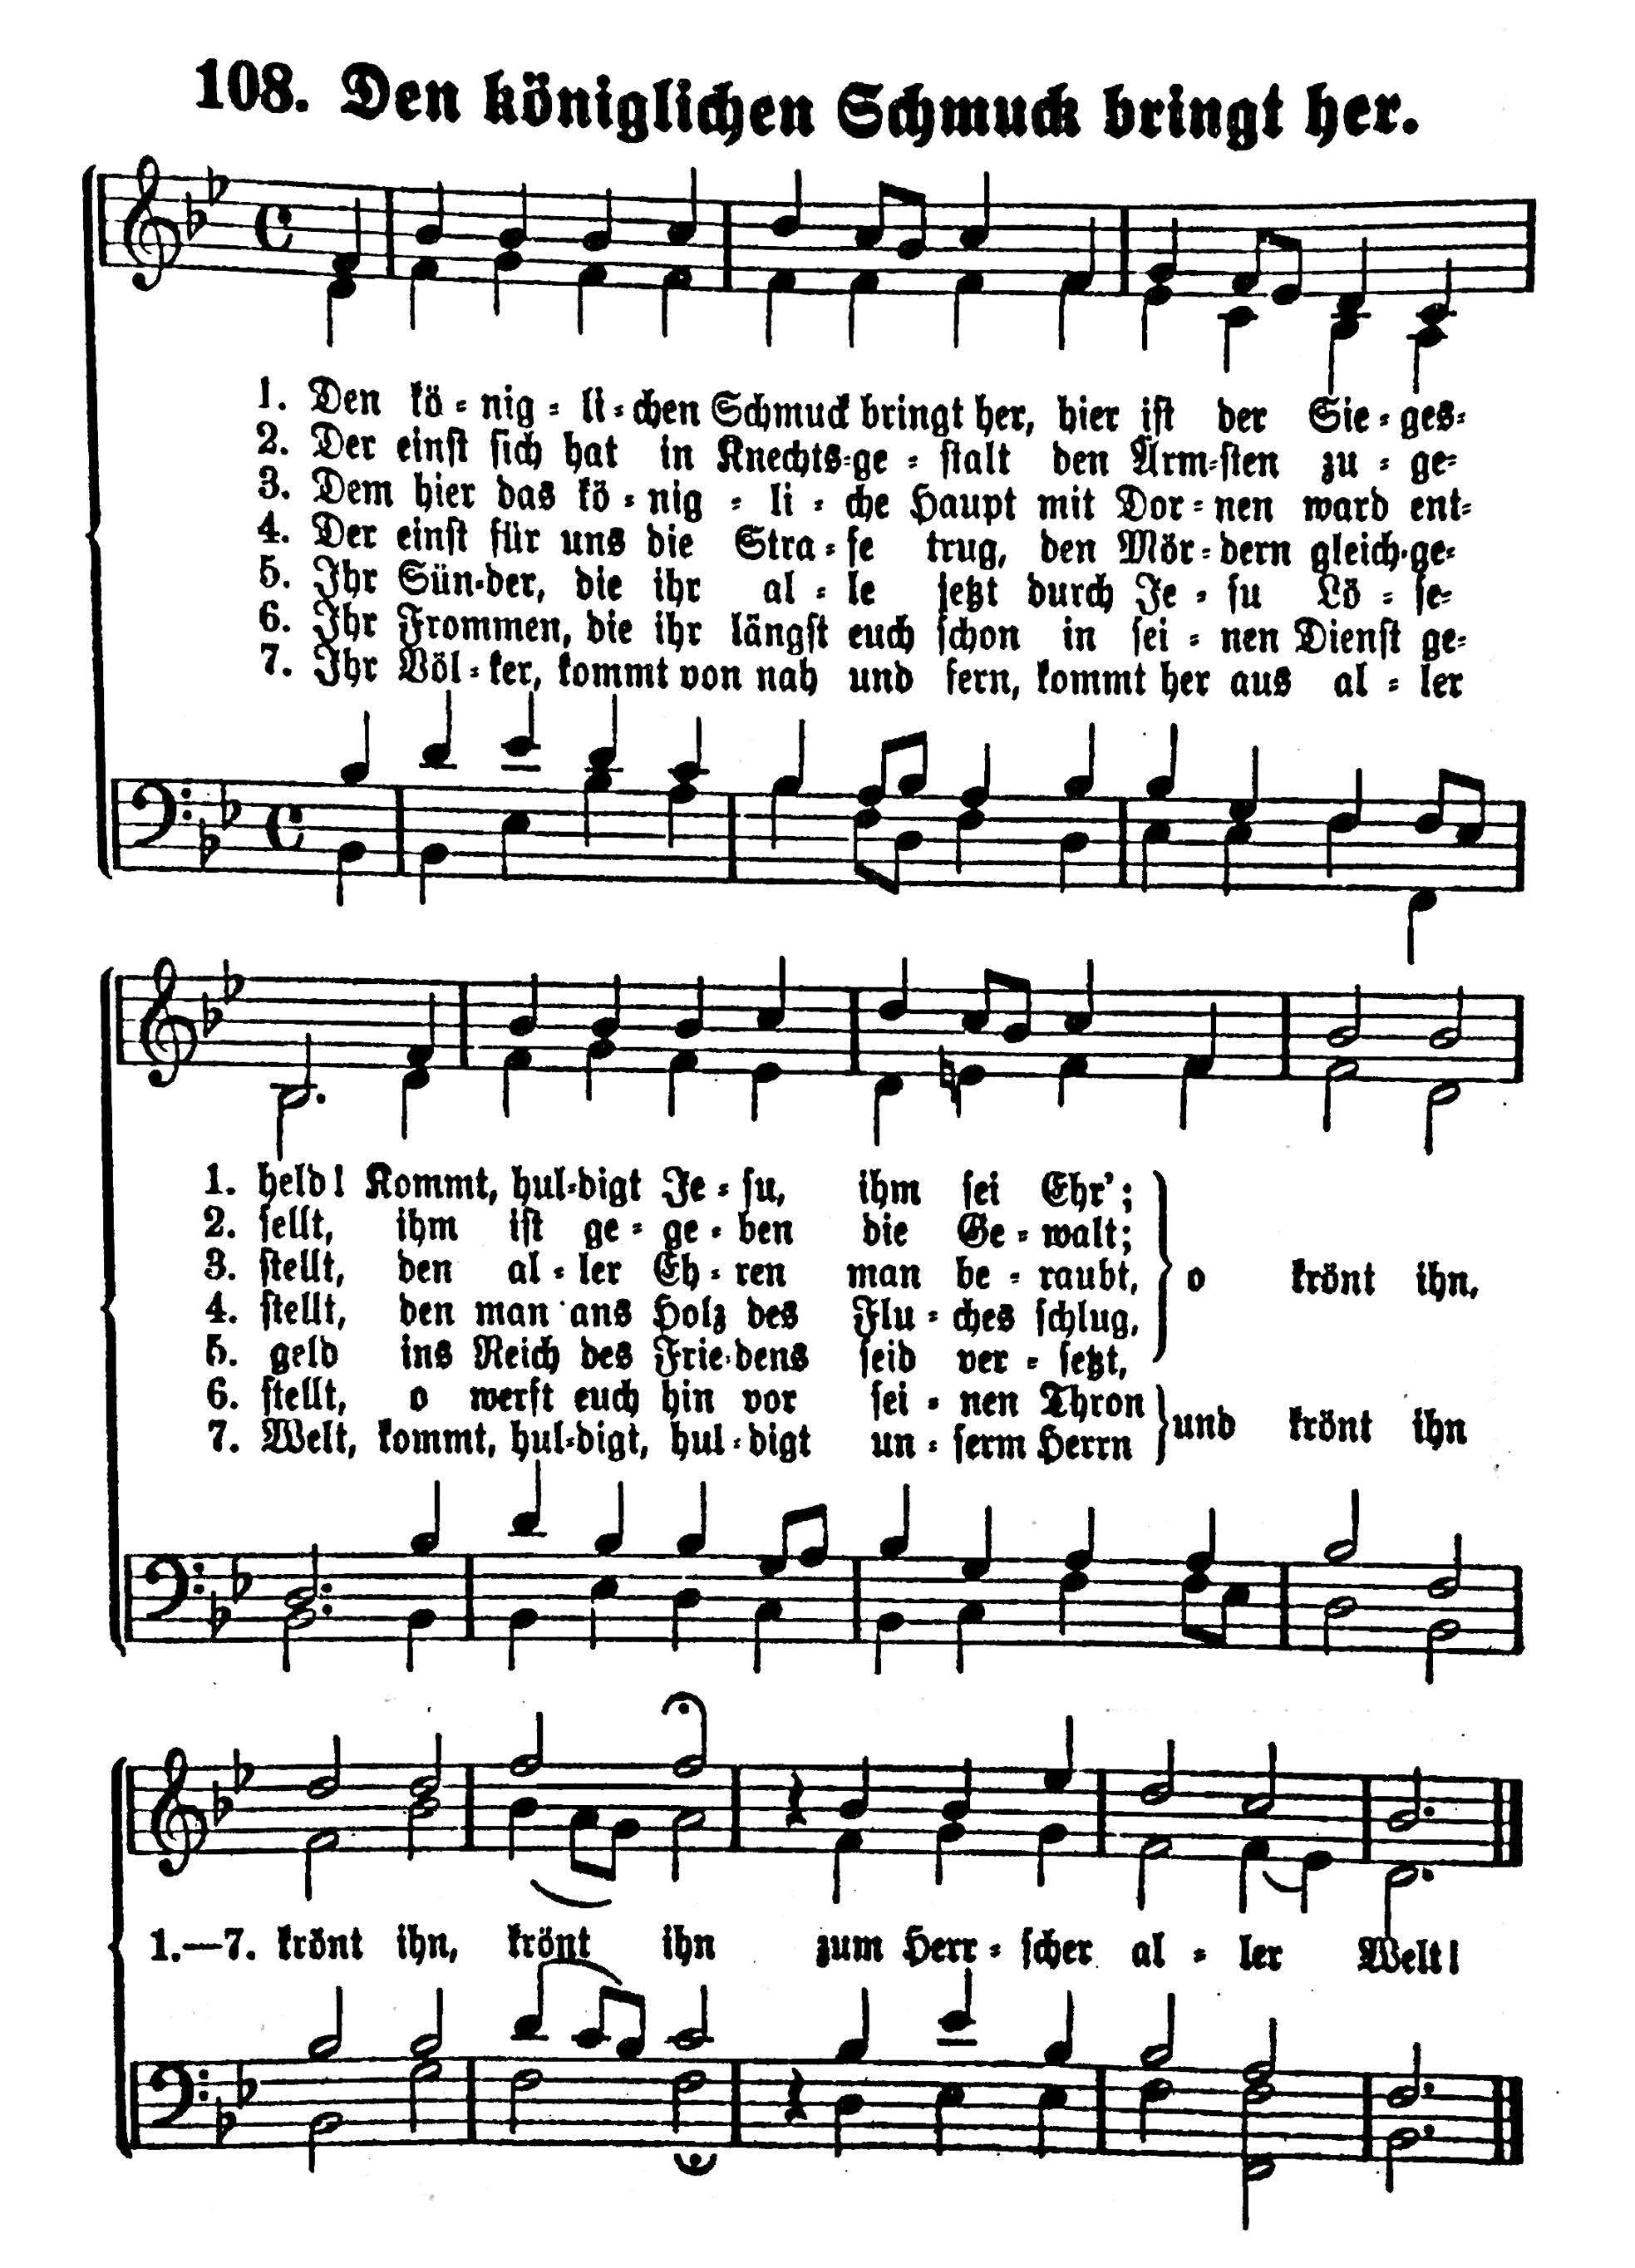 108. Den königlichen Schmuck bringt her.
1. Den kö-nig-li-chen Schmuck bringt her, hier ist der Sie-ges-
2. Der einst sich hat in Knechts-ge-stalt den Ärm-sten zu-ge-
3. Dem hier das kö-nig-li-che Haupt mit Dor-nen ward ent-
4. Der einst für uns die Stra-fe trug, den Mör-dern gleich-ge-
5. Ihr Sün-der, die ihr al-le jetzt durch Je-su Lö-se-
6. Ihr Frommen, die ihr längst euch schon in sei-nen Dienst ge-
7. Ihr Völ-ker, kommt von nah und fern, kommt her aus al-ler
1. held! Kommt, hul-digt Je-su, ihm sei Ehr';
2. sellt, ihm ist ge-ge-ben die Ge-walt;
3. stellt, den al-ler Eh-ren man be-raubt, o krönt ihn,
4. stellt, den man ans Holz des Flu-ches schlug,
5. geld ins Reich des Frie-dens seid ver-setzt,
6. stellt, o werft euch hin vor sei-nen Thron
7. Welt, kommt, hul-digt, hul-digt un-serm Herrn und krönt ihn
1.—7. krönt ihn, krönt ihn zum Herr-scher al-ler Welt!